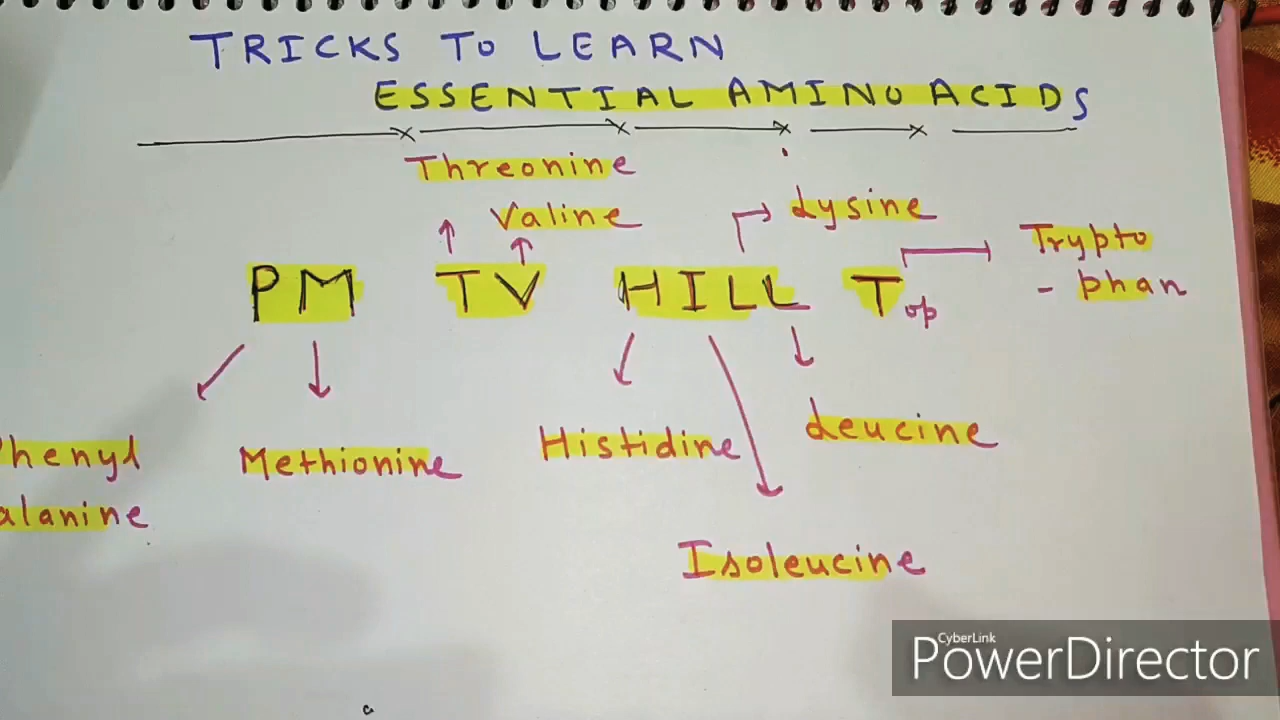 TRICKS TO LEARN
ESSENTIAL AMINO ACIDS
Threonine
Valine
Lysine
Trypto
- phan
PM TV HILL Top
Phenyl
alanine
Methionine
Histidine
Leucine
Isoleucine
CyberLink
PowerDirector